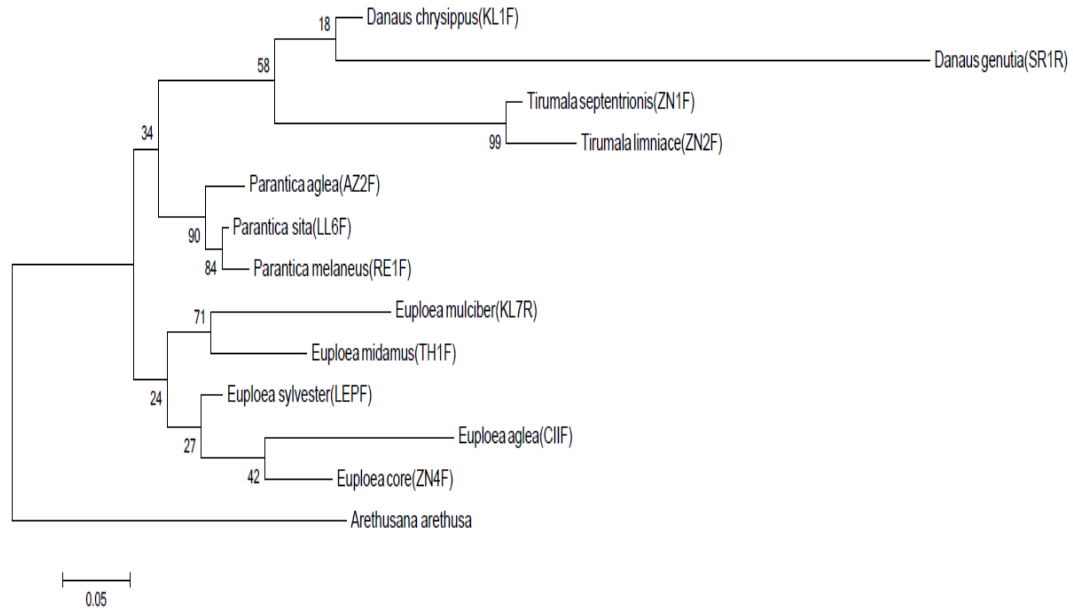 Danaus chrysippus(KL1F)
18
Danaus genutia(SR1R)
58
Tirumala septentrionis(ZN1F)
34
99
Tirumala limniace(ZN2F)
Parantica aglea(AZ2F)
Parantica sita(LL6F)
90
84
Parantica melaneus(RE1F)
Euploea mulciber(KL7R)
71
Euploea midamus(TH1F)
Euploea sylvester(LEPF)
24
Euploea aglea(CIIF)
27
42
Euploea core(ZN4F)
Arethusana arethusa
0.05